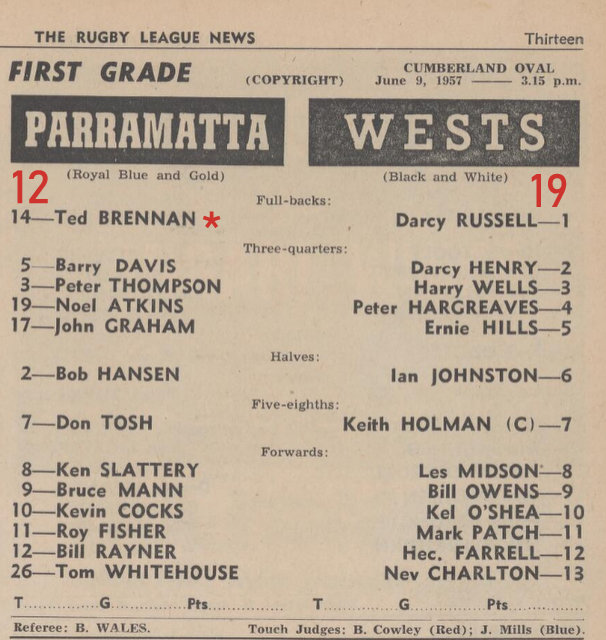 THE RUGBY LEAGUE NEWS Thirteen
FIRST GRADE (COPYRIGHT) CUMBERLAND OVAL
June 9, 1957 —— 3.15 p.m.
PARRAMATTA WESTS
(Royal Blue and Gold) (Black and White)
12 19
Full-backs:
14—Ted BRENNAN * Darcy RUSSELL—1
Three-quarters:
5—Barry DAVIS Darcy HENRY—2
3—Peter THOMPSON Harry WELLS—3
19—Noel ATKINS Peter HARGREAVES—4
17—John GRAHAM Ernie HILLS—5
Halves:
2—Bob HANSEN Ian JOHNSTON—6
Five-eighths:
7—Don TOSH Keith HOLMAN (C)—7
Forwards:
8—Ken SLATTERY Les MIDSON—8
9—Bruce MANN Bill OWENS—9
10—Kevin COCKS Kel O'SHEA—10
11—Roy FISHER Mark PATCH—11
12—Bill RAYNER Hec. FARRELL—12
26—Tom WHITEHOUSE Nev CHARLTON—13
T..............G..............Pts.............. T..............G..............Pts..............
Referee: B. WALES. Touch Judges: B. Cowley (Red); J. Mills (Blue).